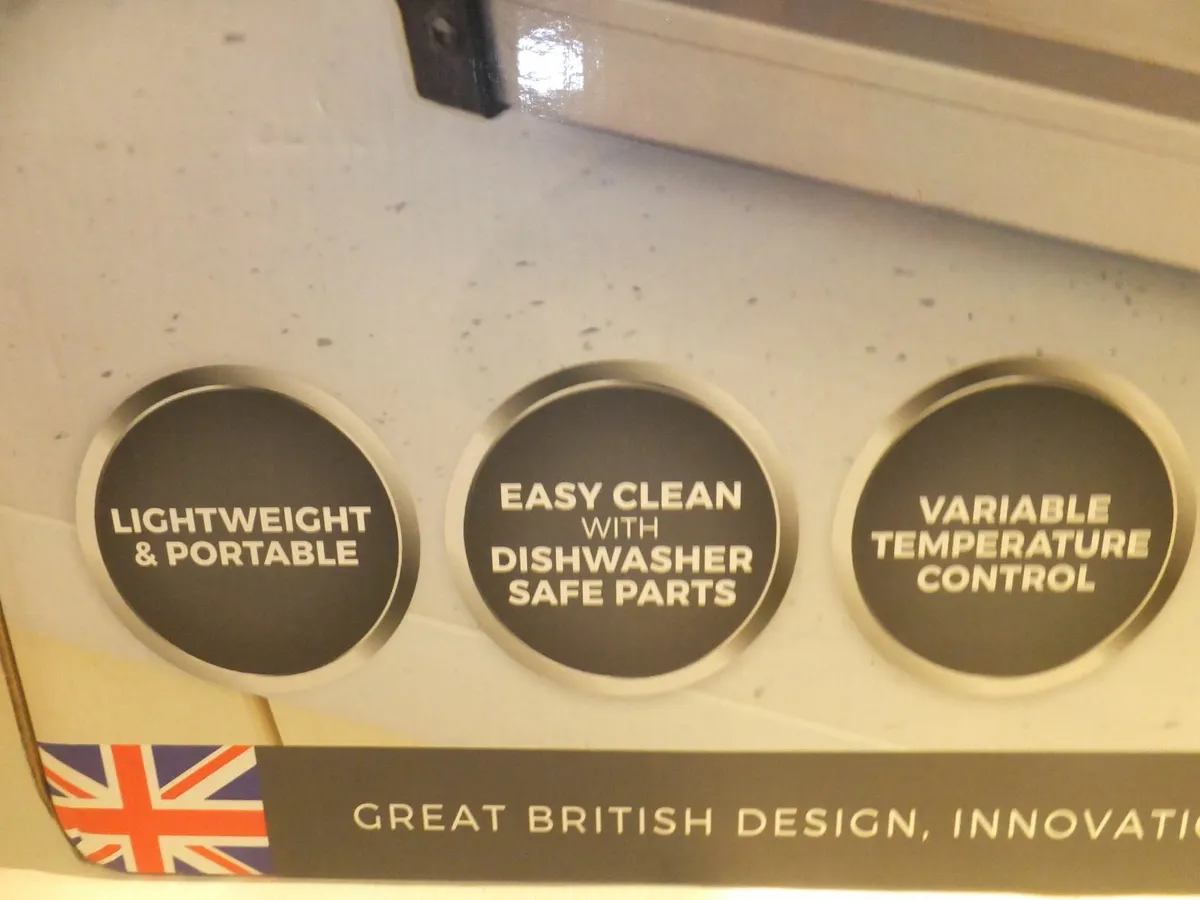 LIGHTWEIGHT
& PORTABLE
EASY CLEAN
WITH
DISHWASHER
SAFE PARTS
VARIABLE
TEMPERATURE
CONTROL
GREAT BRITISH DESIGN,